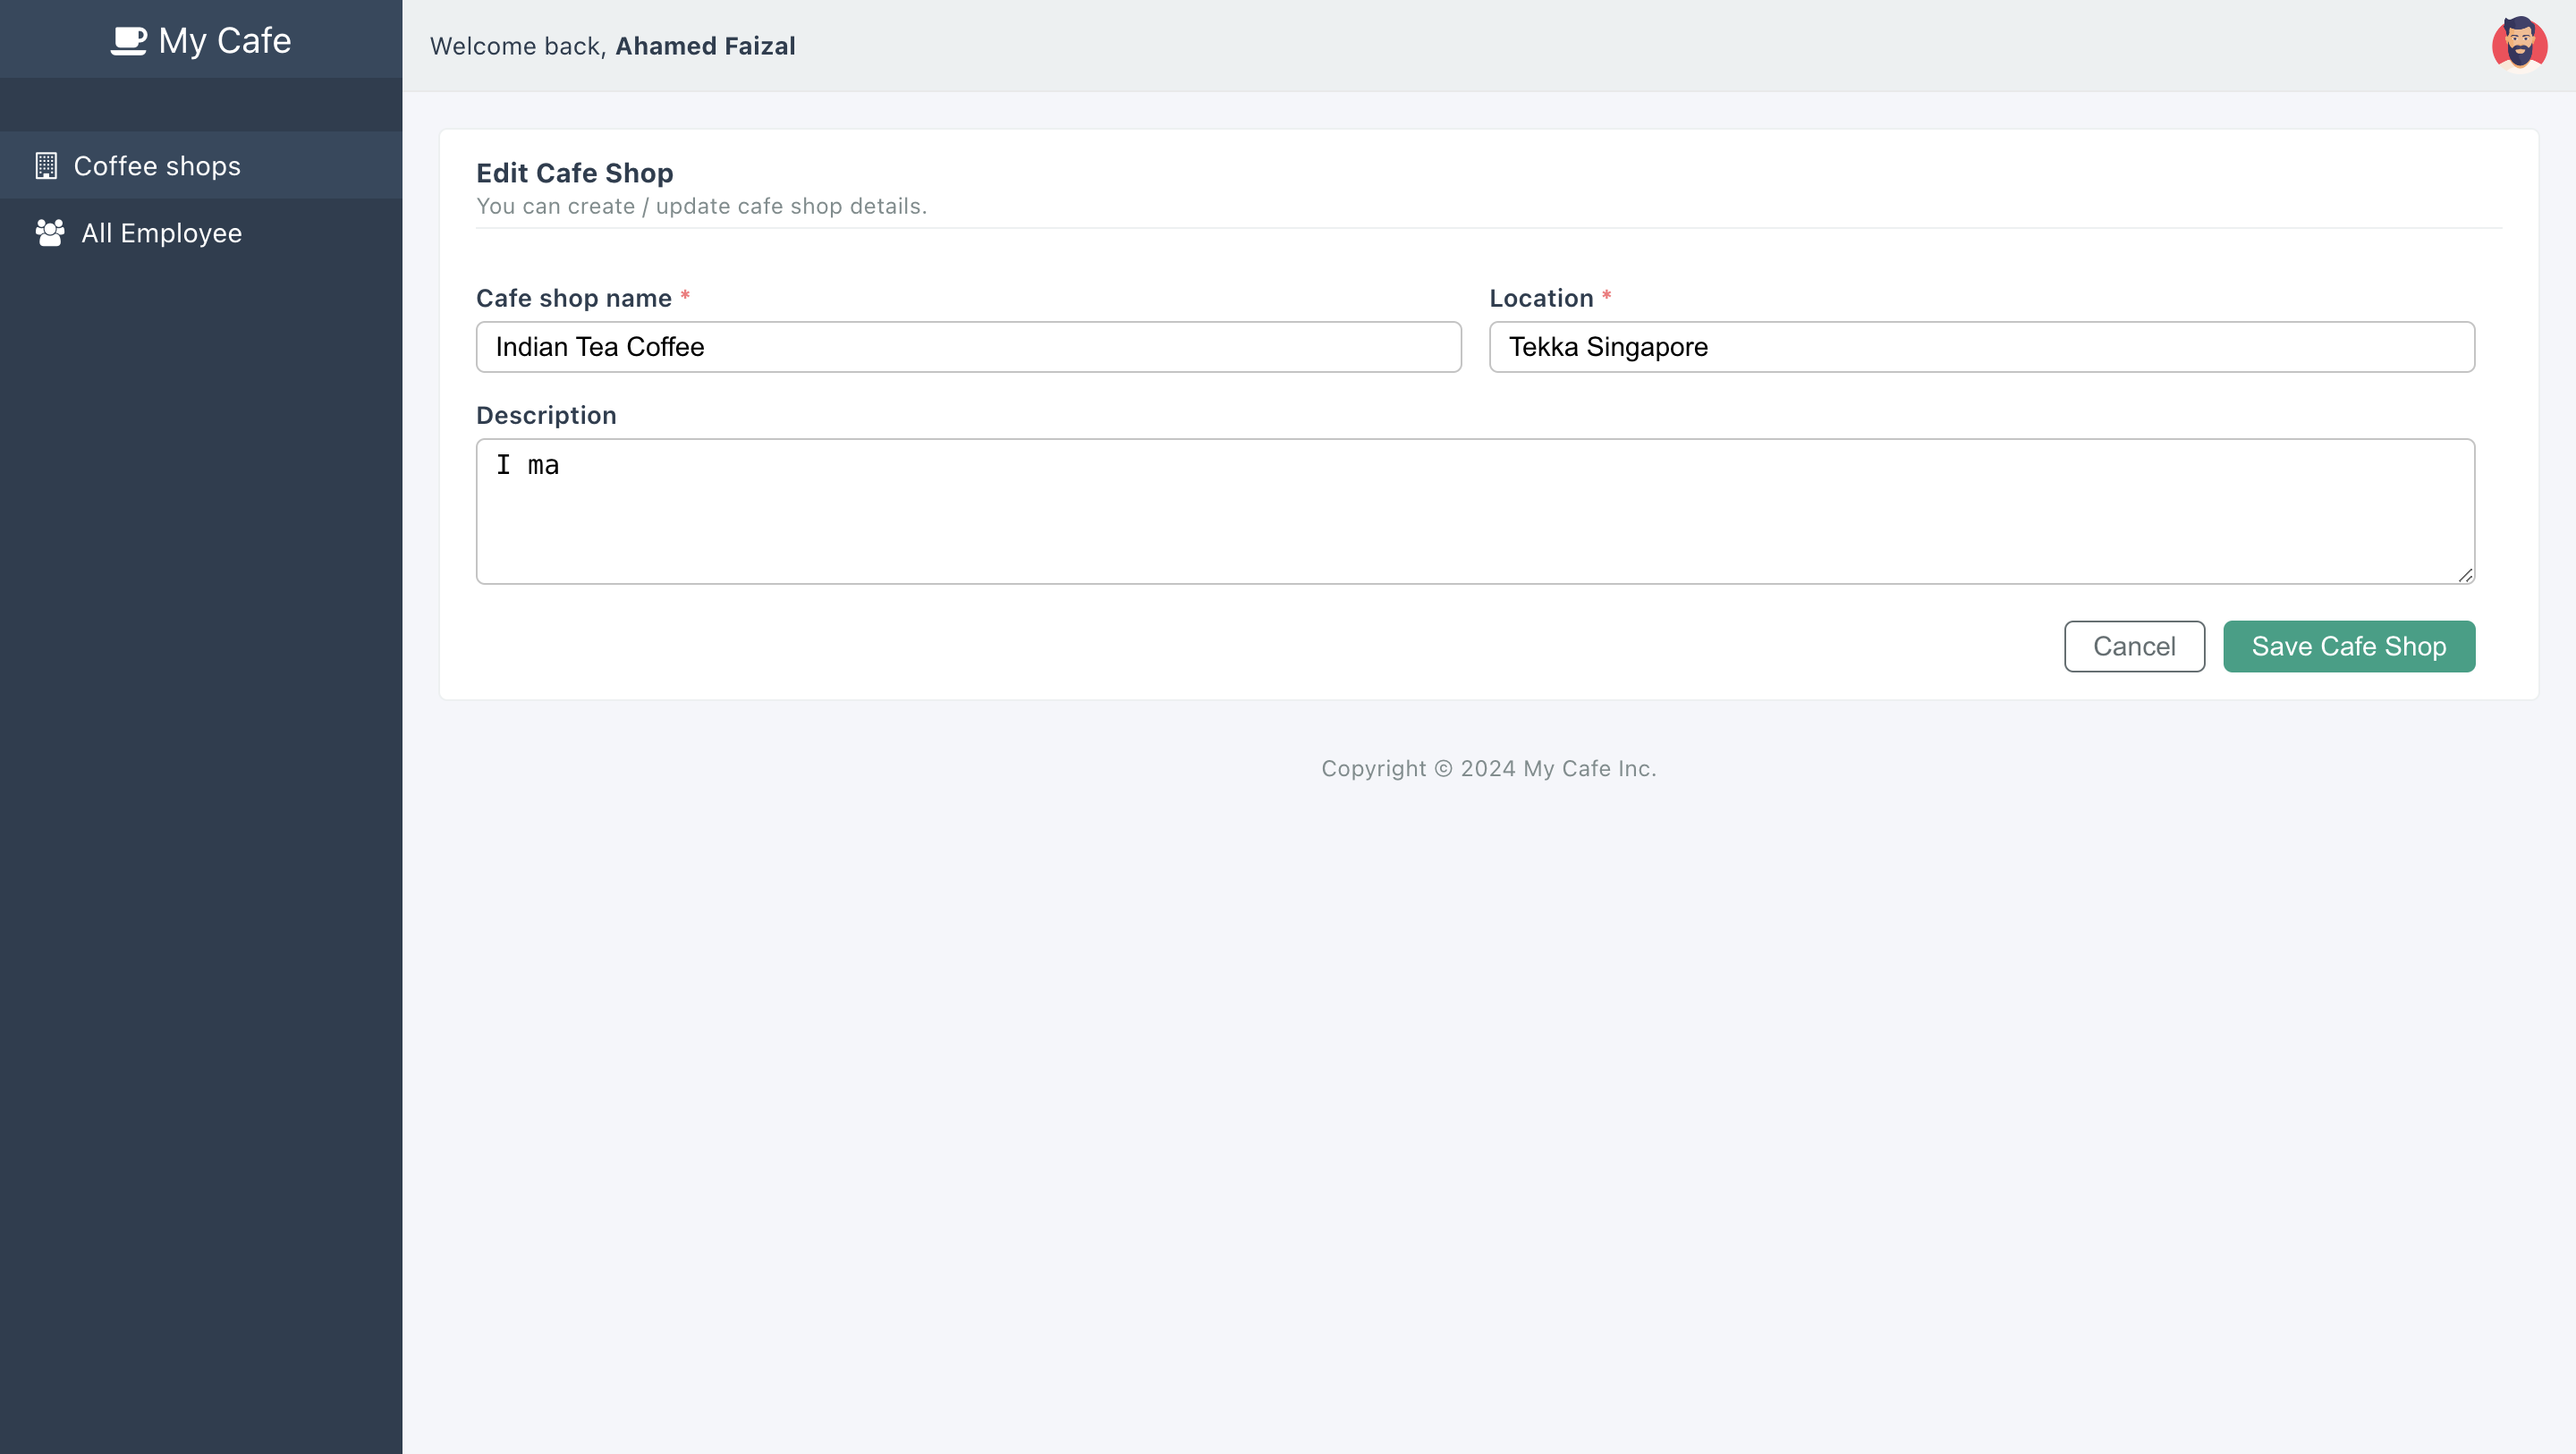 My Cafe
Welcome back, Ahamed Faizal
Coffee shops
All Employee
Edit Cafe Shop
You can create / update cafe shop details.
Cafe shop name *
Location *
Indian Tea Coffee
Tekka Singapore
Description
I ma
Cancel
Save Cafe Shop
Copyright © 2024 My Cafe Inc.